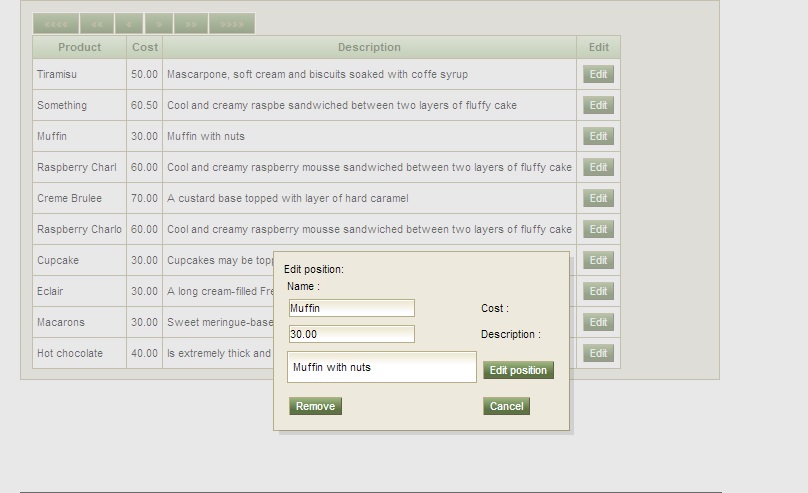 «««« «« « » »» »»»»
Product Cost Description Edit
Tiramisu 50.00 Mascarpone, soft cream and biscuits soaked with coffe syrup Edit
Something 60.50 Cool and creamy raspbe sandwiched between two layers of fluffy cake Edit
Muffin 30.00 Muffin with nuts Edit
Raspberry Charl 60.00 Cool and creamy raspberry mousse sandwiched between two layers of fluffy cake Edit
Creme Brulee 70.00 A custard base topped with layer of hard caramel Edit
Raspberry Charlo 60.00 Cool and creamy raspberry mousse sandwiched between two layers of fluffy cake Edit
Cupcake 30.00 Cupcakes may be topp Edit
Eclair 30.00 A long cream-filled Fre Edit
Macarons 30.00 Sweet meringue-base Edit
Hot chocolate 40.00 Is extremely thick and Edit
Edit position:
Name :
Muffin Cost :
30.00 Description :
Muffin with nuts Edit position
Remove Cancel